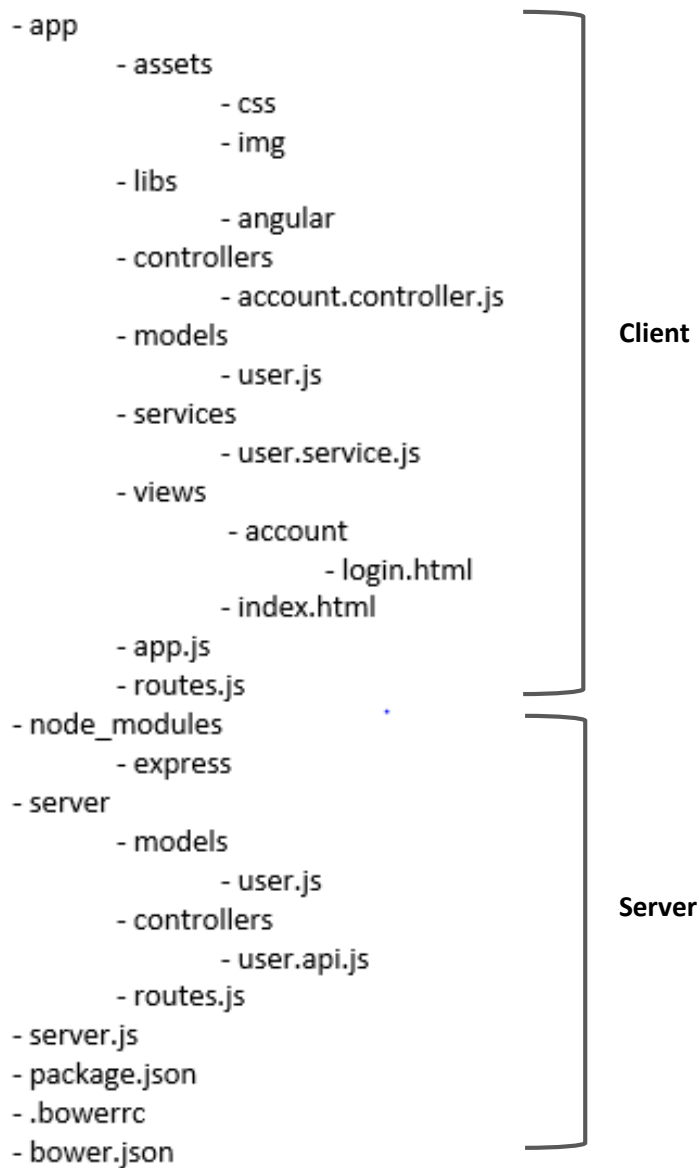 - app
- assets
- css
- img
- libs
- angular
- controllers
- account.controller.js
- models
- user.js
- services
- user.service.js
- views
- account
- login.html
- index.html
- app.js
- routes.js
Client
- node_modules
- express
- server
- models
- user.js
- controllers
- user.api.js
- routes.js
- server.js
- package.json
- .bowerrc
- bower.json
Server